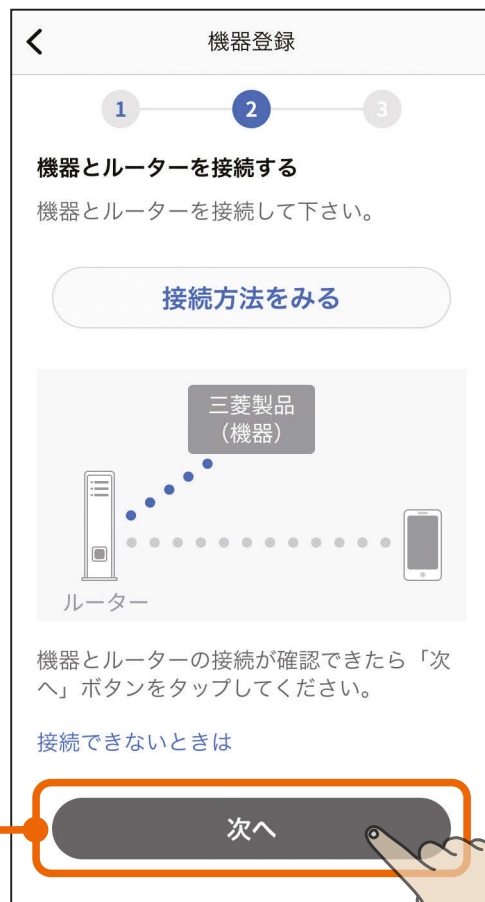 機器登録
1 2 3
機器とルーターを接続する
機器とルーターを接続して下さい。
接続方法をみる
三菱製品
（機器）
ルーター
機器とルーターの接続が確認できたら「次
へ」ボタンをタップしてください。
接続できないときは
次へ